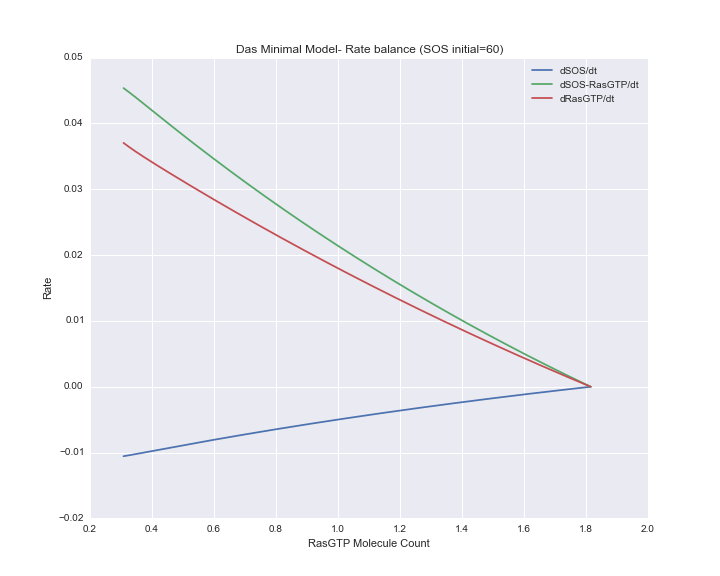 Das Minimal Model- Rate balance (SOS initial=60)
dSOS/dt
dSOS-RasGTP/dt
dRasGTP/dt
0.05
0.04
0.03
0.02
0.01
0.00
−0.01
−0.02
Rate
0.2 0.4 0.6 0.8 1.0 1.2 1.4 1.6 1.8 2.0
RasGTP Molecule Count